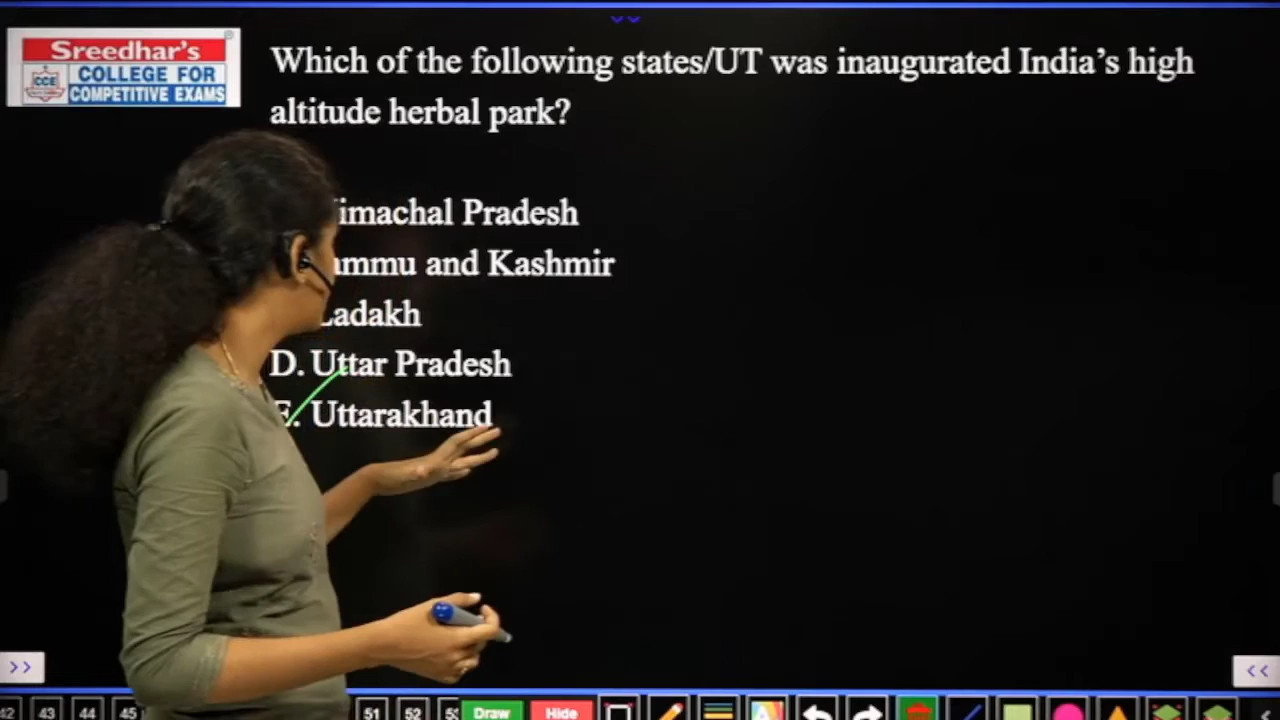 Sreedhar's
CCE
COLLEGE FOR
COMPETITIVE EXAMS
Which of the following states/UT was inaugurated India's high
altitude herbal park?
imachal Pradesh
ammu and Kashmir
Ladakh
D. Uttar Pradesh
E. Uttarakhand
>>
<<
42 43 44 45 51 52 Draw Hide